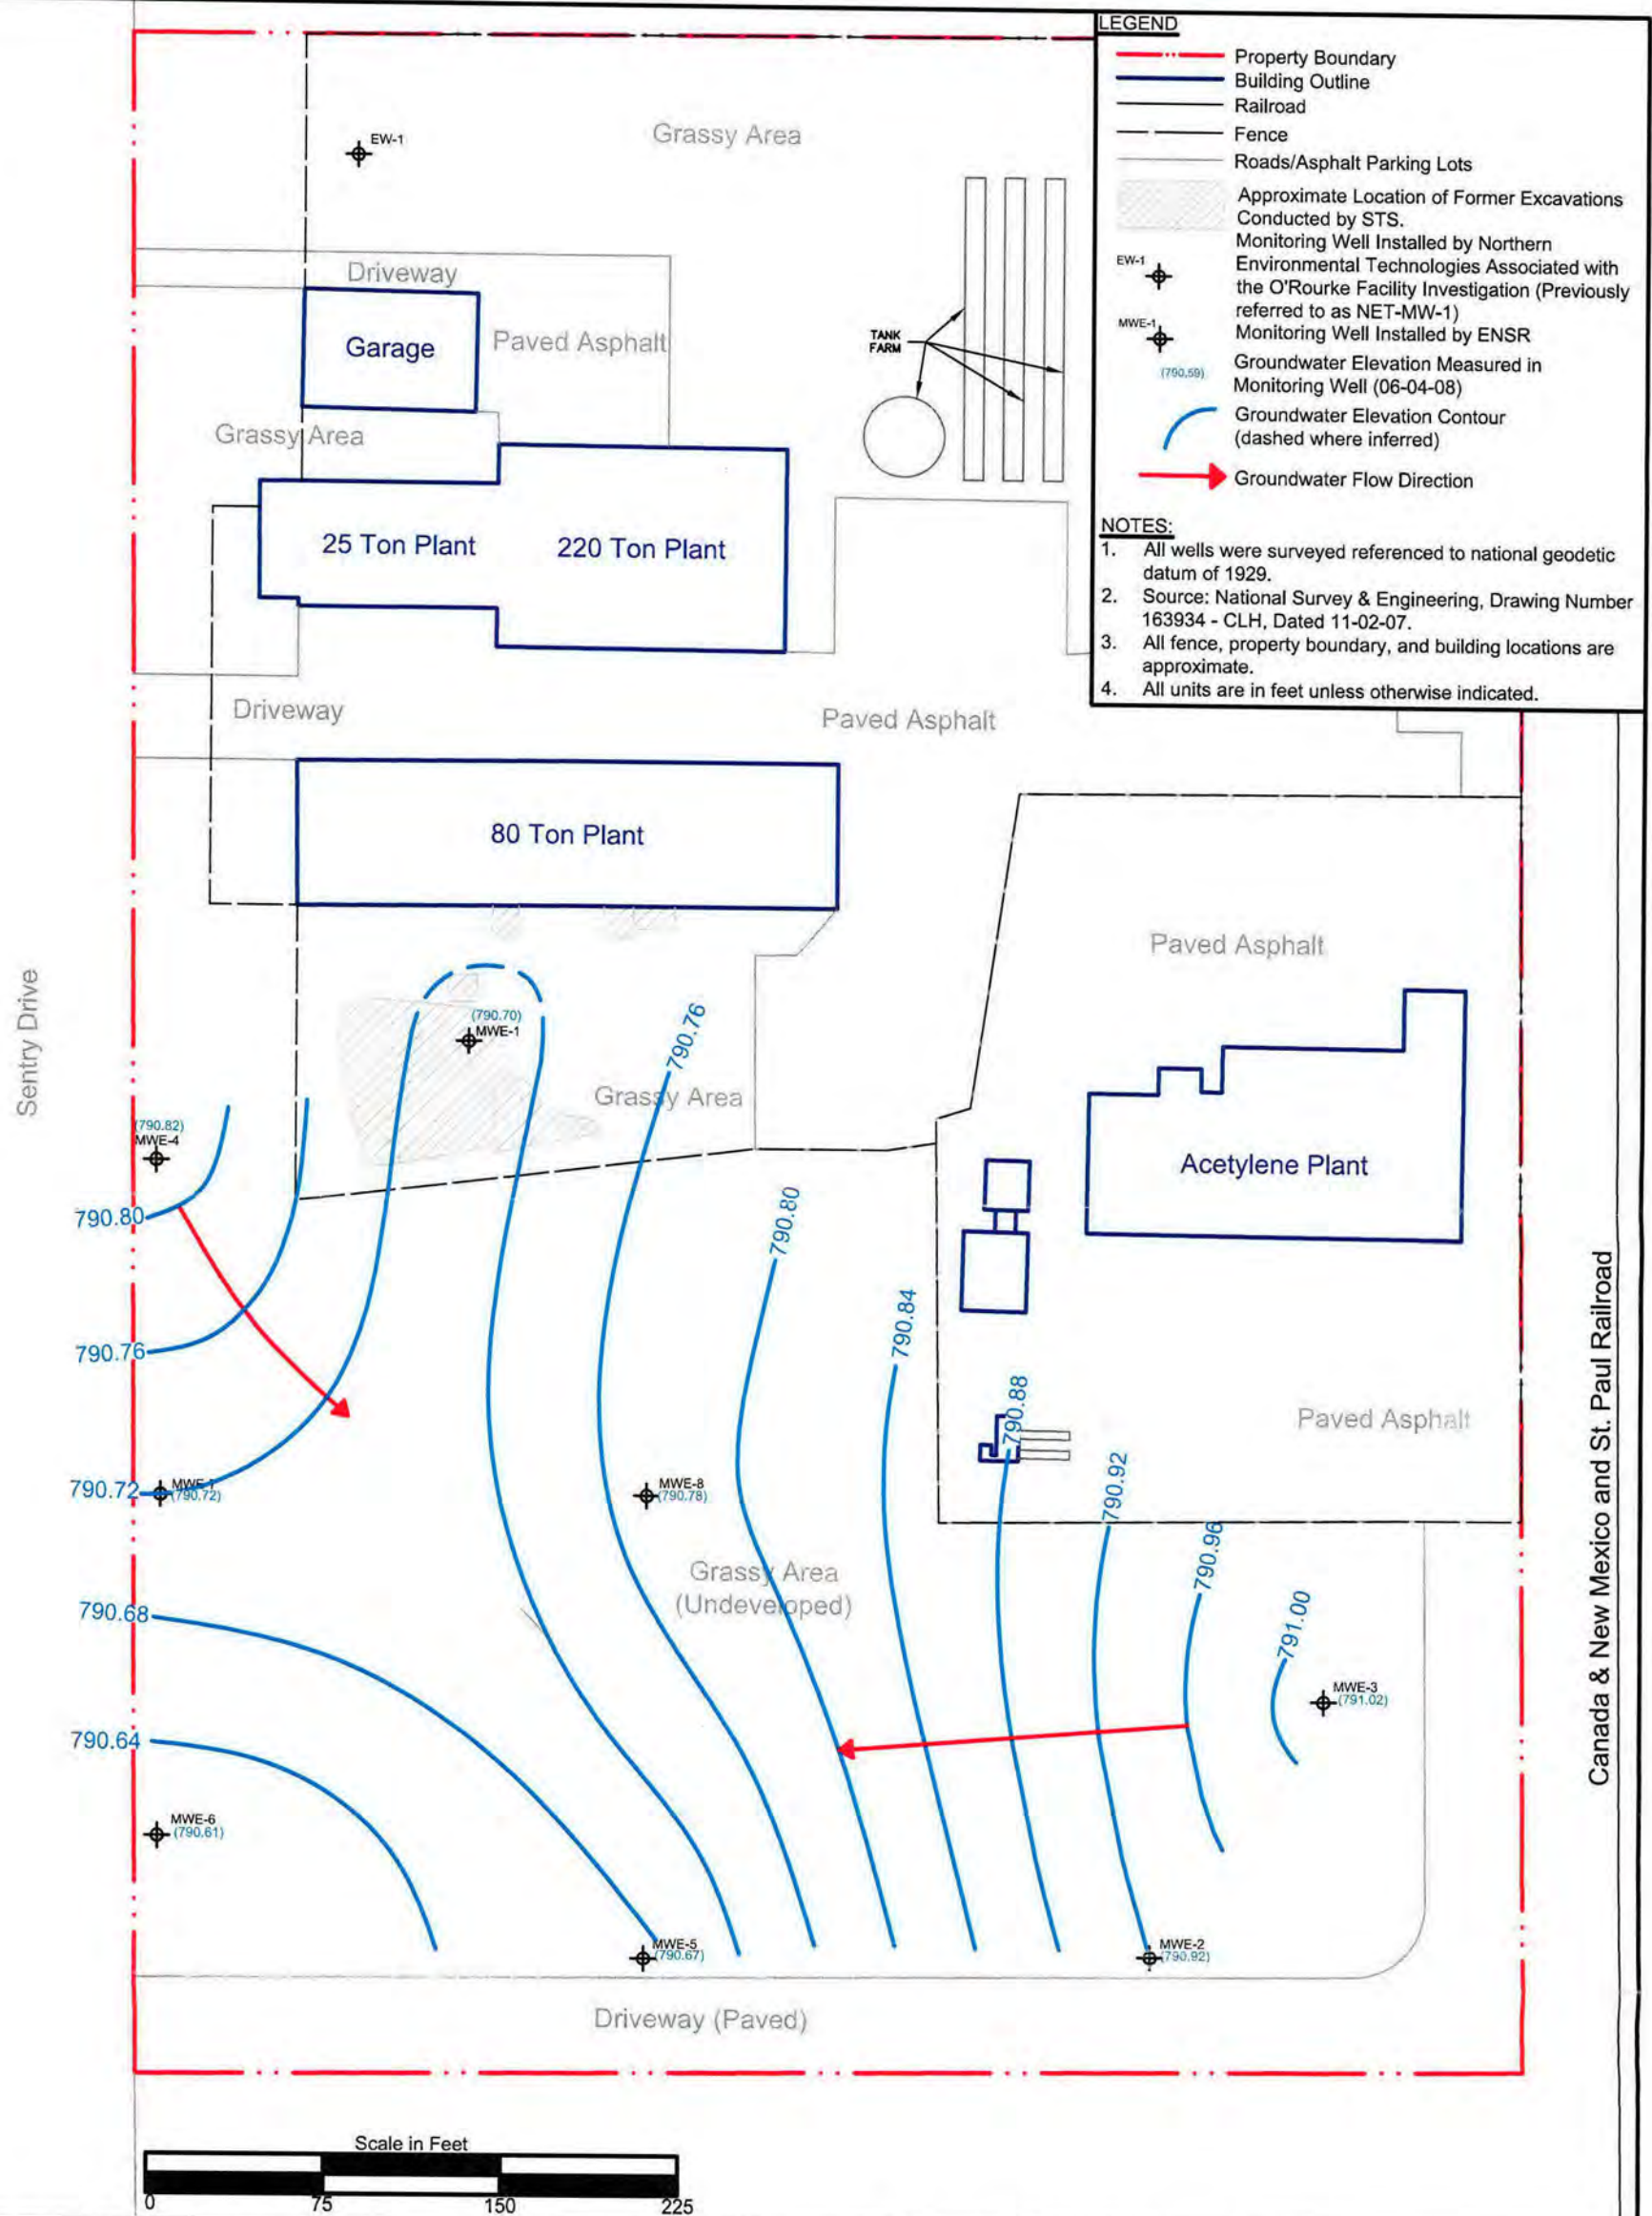 LEGEND
Property Boundary
Building Outline
Railroad
Fence
Roads/Asphalt Parking Lots
Approximate Location of Former Excavations
Conducted by STS.
EW-1
Monitoring Well Installed by Northern
Environmental Technologies Associated with
the O'Rourke Facility Investigation (Previously
referred to as NET-MW-1)
MWE-1
Monitoring Well Installed by ENSR
(790.59)
Groundwater Elevation Measured in
Monitoring Well (06-04-08)
Groundwater Elevation Contour
(dashed where inferred)
Groundwater Flow Direction
NOTES:
1. All wells were surveyed referenced to national geodetic
datum of 1929.
2. Source: National Survey & Engineering, Drawing Number
163934 - CLH, Dated 11-02-07.
3. All fence, property boundary, and building locations are
approximate.
4. All units are in feet unless otherwise indicated.
EW-1
Grassy Area
Driveway
Garage
Paved Asphalt
TANK
FARM
Grassy Area
25 Ton Plant
220 Ton Plant
Driveway
Paved Asphalt
80 Ton Plant
Paved Asphalt
Sentry Drive
(790.70)
MWE-1
790.76
Grassy Area
(790.82)
MWE-4
Acetylene Plant
790.80
790.80
790.84
790.76
790.88
Paved Asphalt
Canada & New Mexico and St. Paul Railroad
790.72
MWE-7
(790.72)
MWE-8
(790.78)
790.92
790.96
Grassy Area
(Undeveloped)
790.68
791.00
MWE-3
(791.02)
790.64
MWE-6
(790.61)
MWE-5
(790.67)
MWE-2
(790.92)
Driveway (Paved)
Scale in Feet
0 75 150 225